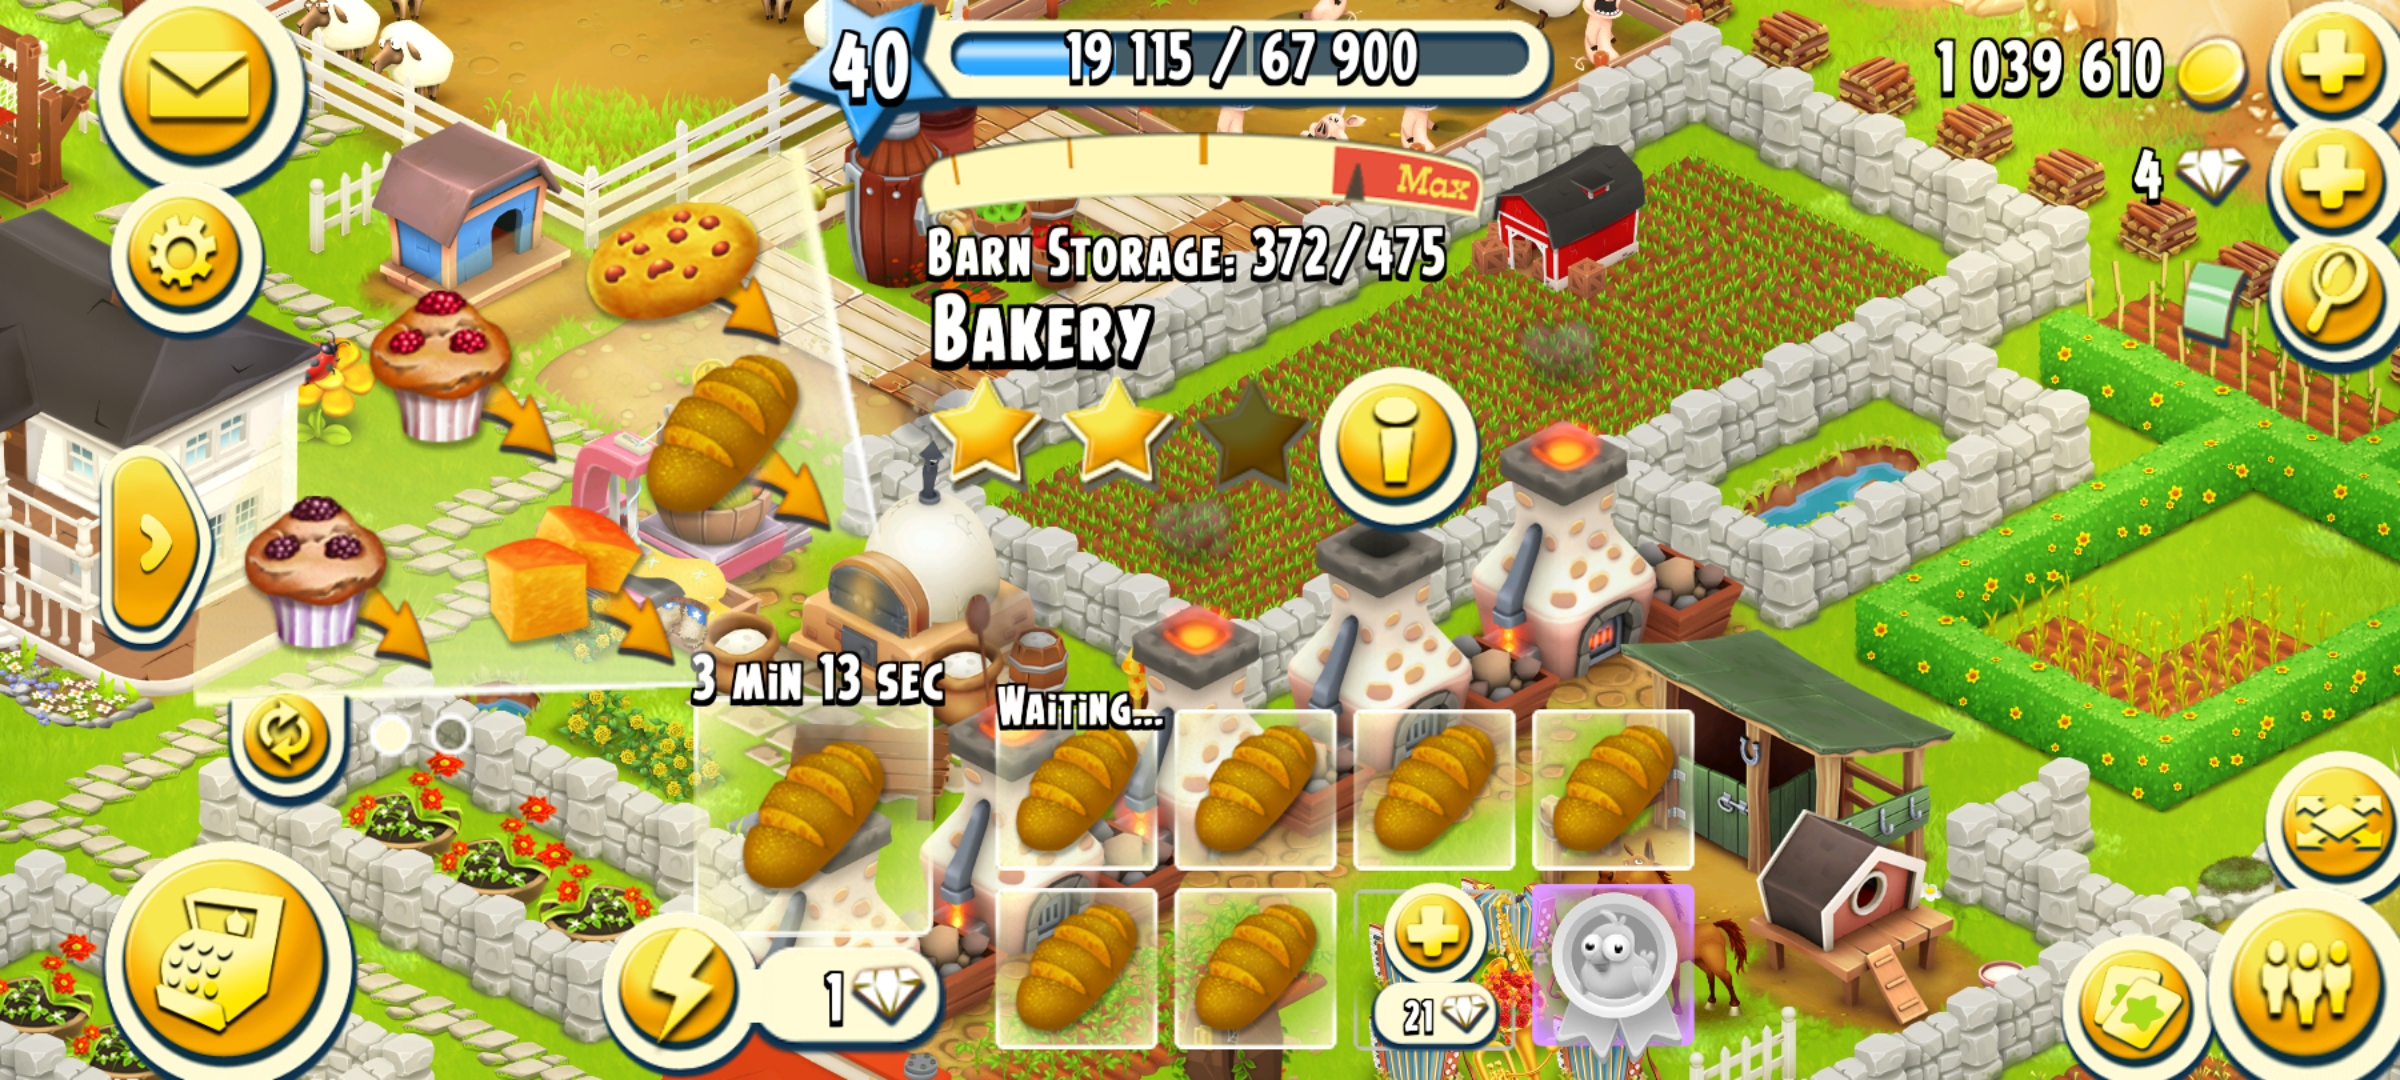 40
19 115 / 67 900
1 039 610
4
Max
Barn Storage: 372/475
Bakery
3 min 13 sec
Waiting...
1
21